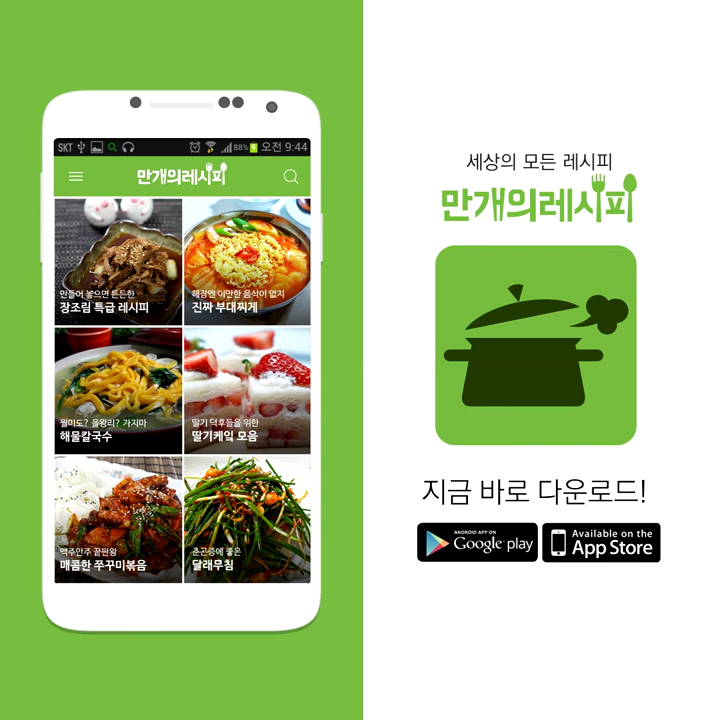 SKT 88% 오전 9:44
만개의레시피
만들어 놓으면 든든한
장조림 특급 레시피
해장엔 이만한 음식이 없지
진짜 부대찌게
월미도? 을왕리? 가지마
해물칼국수
딸기 덕후들을 위한
딸기케잌 모음
맥주안주 끝판왕
매콤한 쭈꾸미볶음
춘곤증에 좋은
달래무침
세상의 모든 레시피
만개의레시피
지금 바로 다운로드!
ANDROID APP ON
Google play
Available on the
App Store